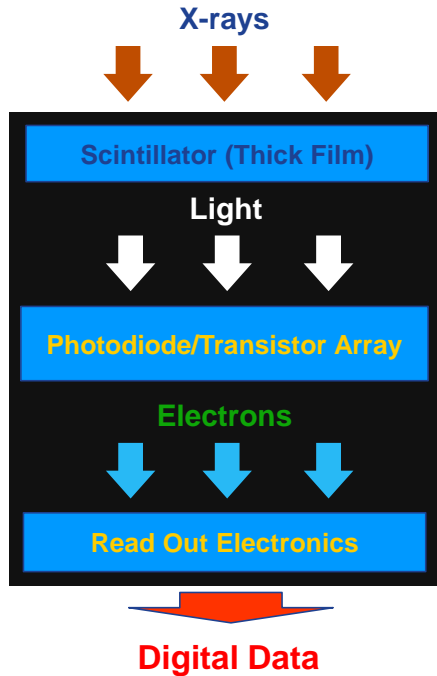 X-rays
Scintillator (Thick Film)
Light
Photodiode/Transistor Array
Electrons
Read Out Electronics
Digital Data